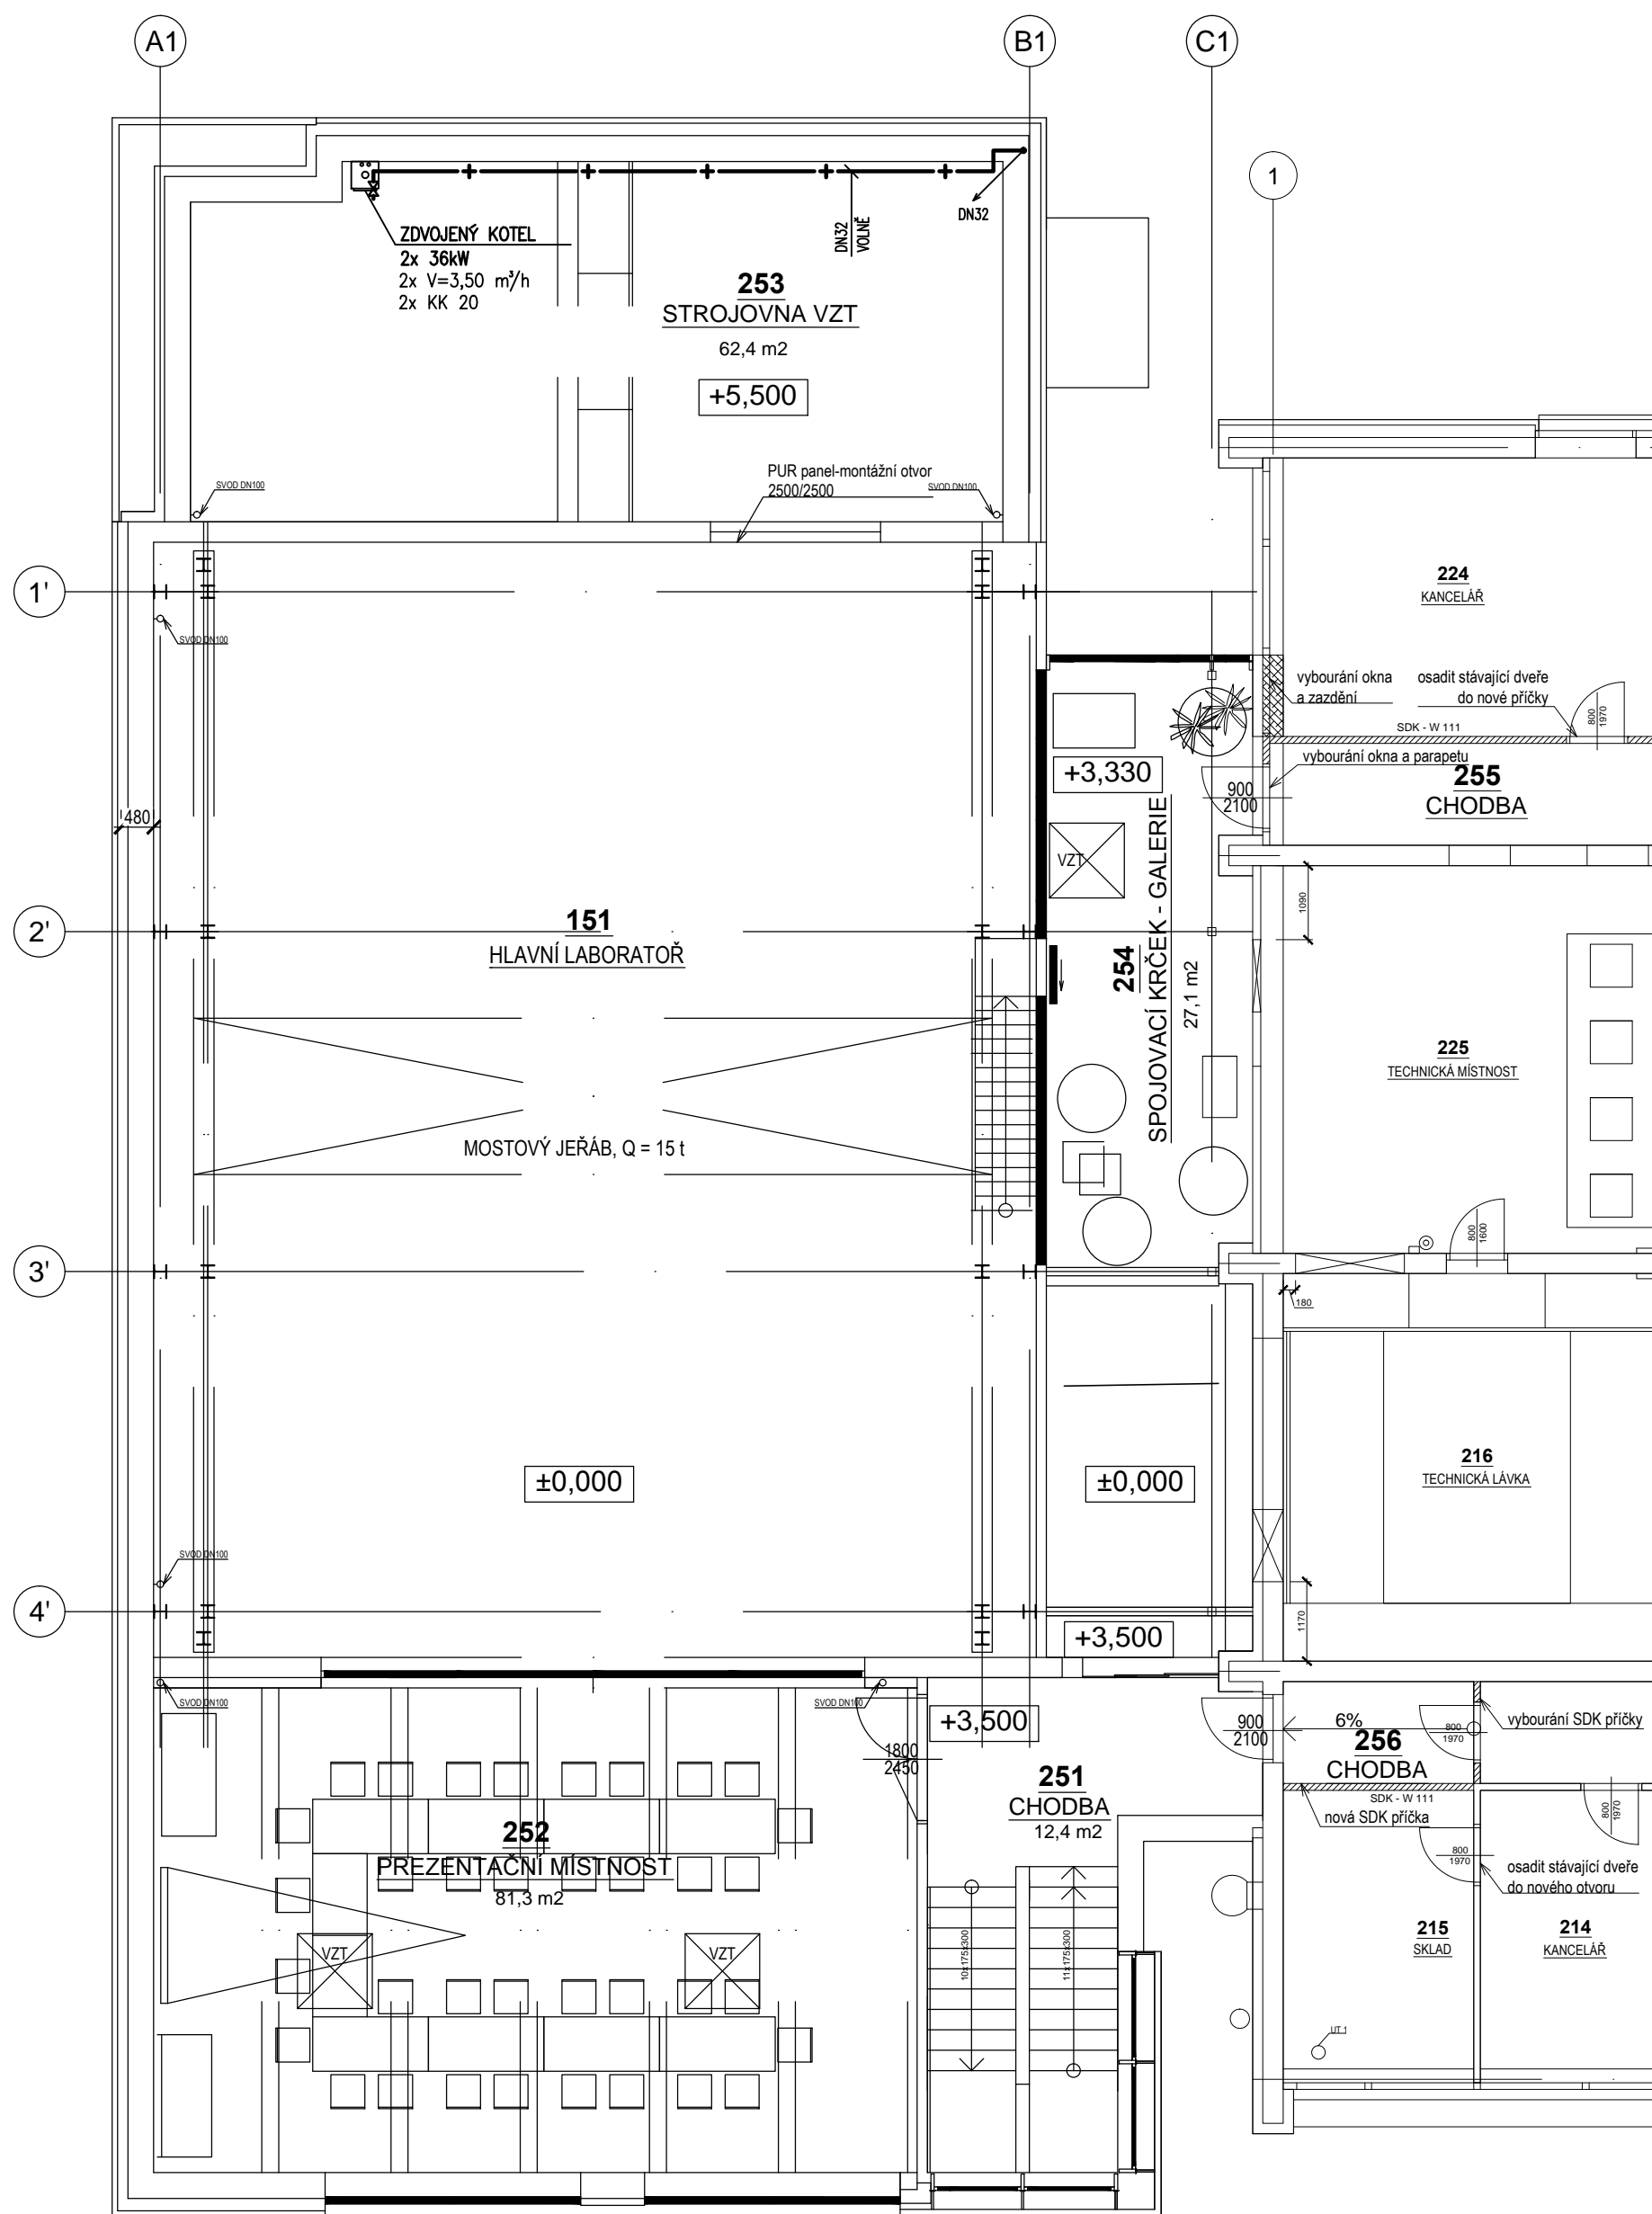 A1
B1
C1
1
ZDVOJENÝ KOTEL
2x 36kW
2x V=3,50 m³/h
2x KK 20
DN32
VOLNĚ
DN32
253
STROJOVNA VZT
62,4 m2
+5,500
PUR panel-montážní otvor
2500/2500
SVOD DN100
SVOD DN100
1'
224
KANCELÁŘ
SVOD DN100
vybourání okna
a zazdění
osadit stávající dveře
do nové příčky
800
1970
SDK - W 111
vybourání okna a parapetu
+3,330
900
2100
255
CHODBA
480
VZT
1090
2'
151
HLAVNÍ LABORATOŘ
254
SPOJOVACÍ KRČEK - GALERIE
27,1 m2
225
TECHNICKÁ MÍSTNOST
MOSTOVÝ JEŘÁB, Q = 15 t
800
1600
3'
180
216
TECHNICKÁ LÁVKA
±0,000
±0,000
SVOD DN100
4'
1170
+3,500
SVOD DN100
SVOD DN100
+3,500
900
2100
6%
800
1970
vybourání SDK příčky
256
CHODBA
1800
2450
251
CHODBA
12,4 m2
SDK - W 111
nová SDK příčka
800
1970
252
PREZENTAČNÍ MÍSTNOST
81,3 m2
800
1970
osadit stávající dveře
do nového otvoru
215
SKLAD
214
KANCELÁŘ
VZT
VZT
10x175x300
11x175x300
UT 1